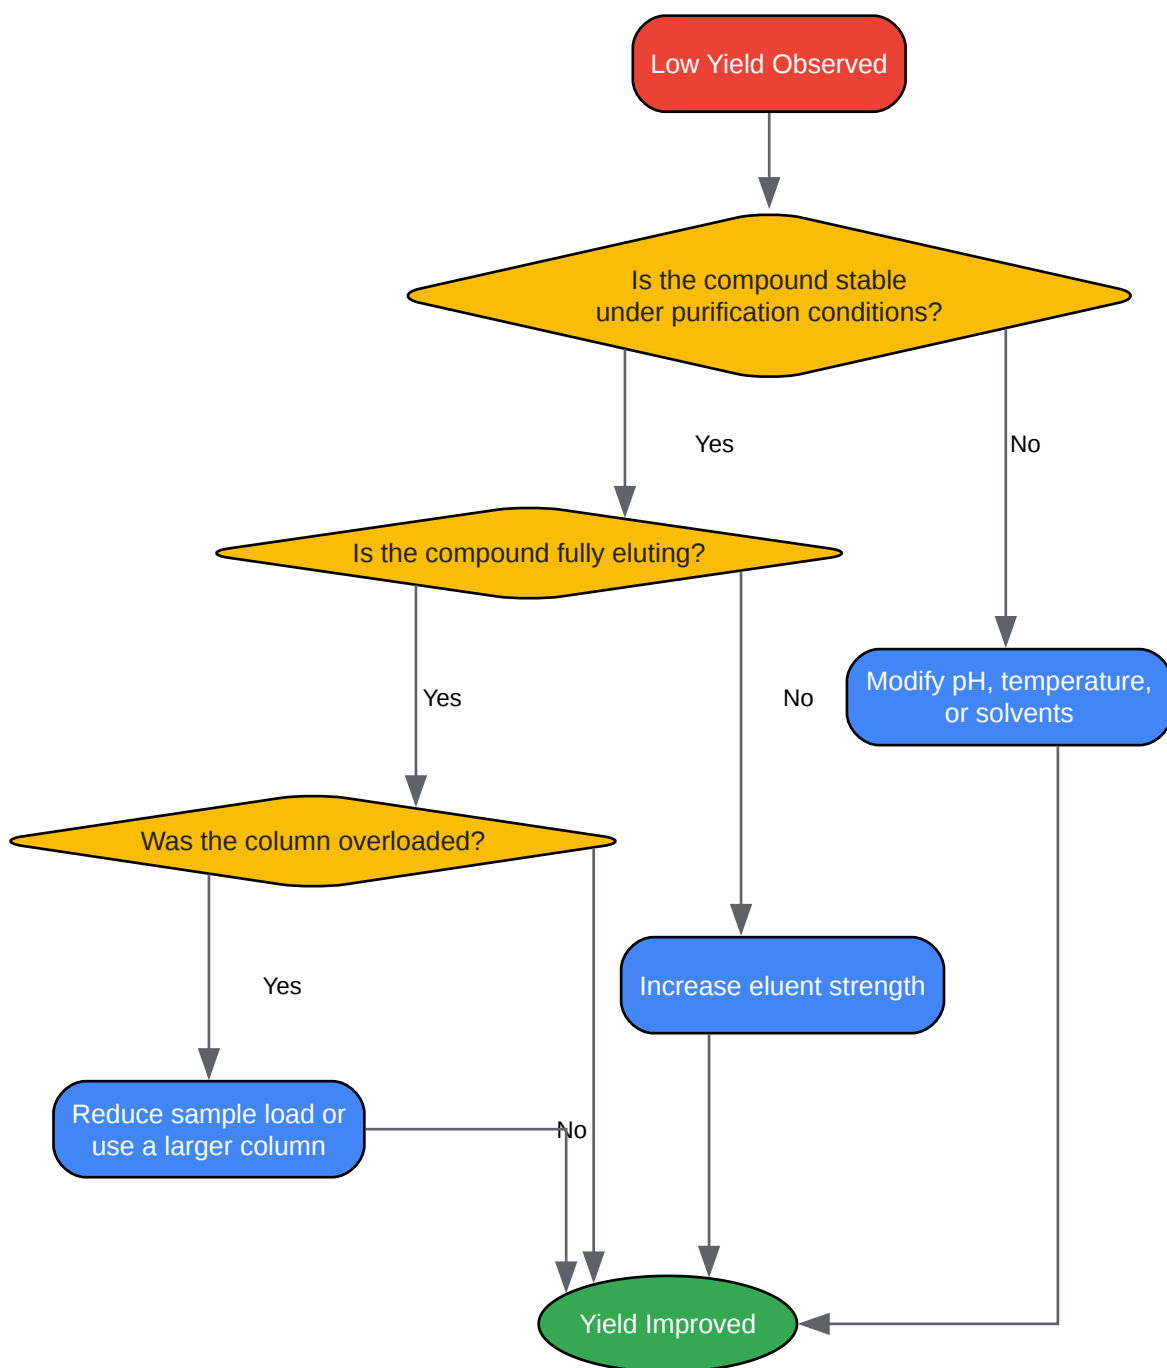 Low Yield Observed
Is the compound stable
under purification conditions?
Yes
No
Is the compound fully eluting?
Modify pH, temperature,
or solvents
Yes
No
Was the column overloaded?
Increase eluent strength
Yes
Reduce sample load or
use a larger column
No
Yield Improved